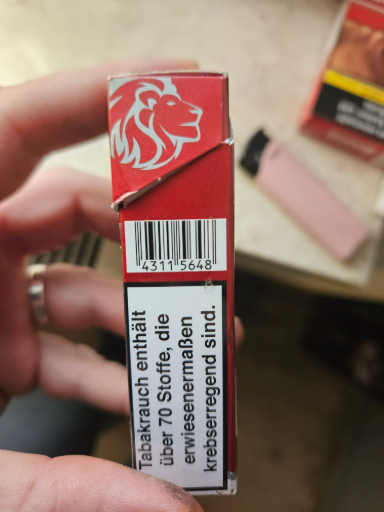 4311 5648
Tabakrauch enthält
über 70 Stoffe, die
erwiesenermaßen
krebserregend sind.